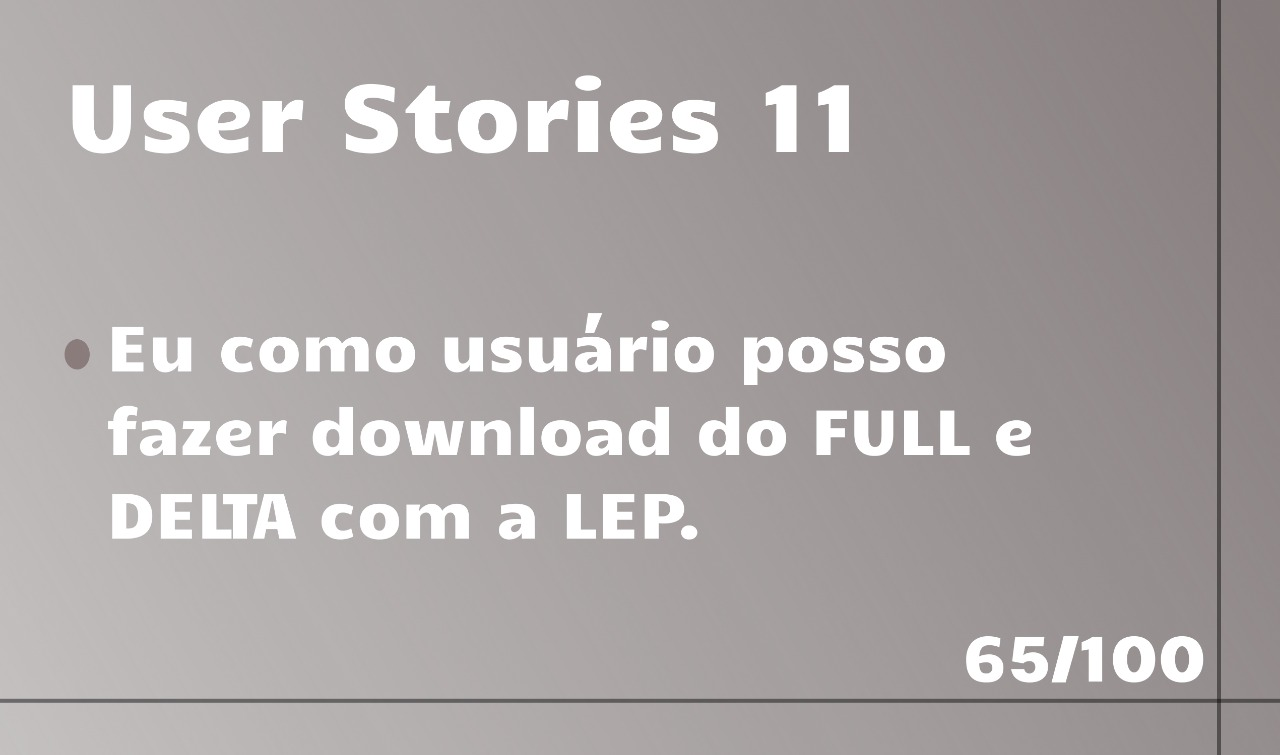 User Stories 11
Eu como usuário posso
fazer download do FULL e
DELTA com a LEP.
65/100